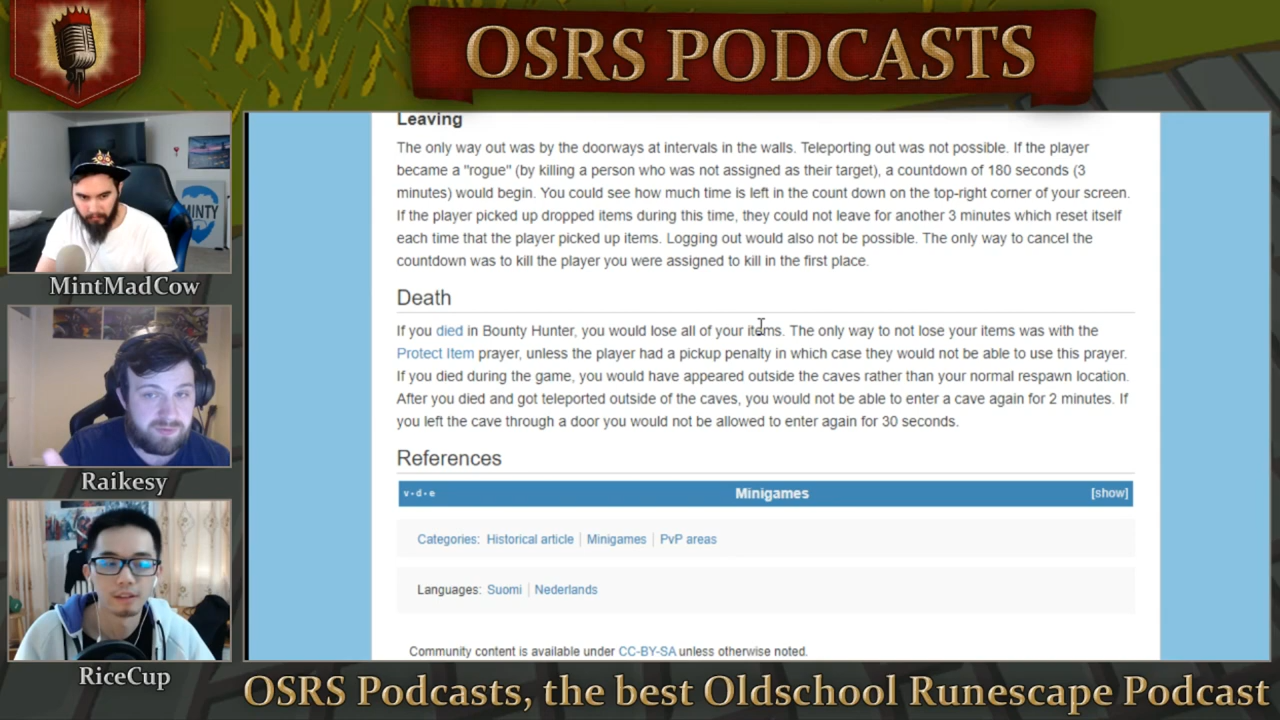 OSRS PODCASTS
MINTY
MintMadCow
Raikesy
RiceCup
Leaving
The only way out was by the doorways at intervals in the walls. Teleporting out was not possible. If the player
became a "rogue" (by killing a person who was not assigned as their target), a countdown of 180 seconds (3
minutes) would begin. You could see how much time is left in the count down on the top-right corner of your screen.
If the player picked up dropped items during this time, they could not leave for another 3 minutes which reset itself
each time that the player picked up items. Logging out would also not be possible. The only way to cancel the
countdown was to kill the player you were assigned to kill in the first place.
Death
If you died in Bounty Hunter, you would lose all of your items. The only way to not lose your items was with the
Protect Item prayer, unless the player had a pickup penalty in which case they would not be able to use this prayer.
If you died during the game, you would have appeared outside the caves rather than your normal respawn location.
After you died and got teleported outside of the caves, you would not be able to enter a cave again for 2 minutes. If
you left the cave through a door you would not be allowed to enter again for 30 seconds.
References
v·d·e Minigames [show]
Categories: Historical article | Minigames | PvP areas
Languages: Suomi | Nederlands
Community content is available under CC-BY-SA unless otherwise noted.
OSRS Podcasts, the best Oldschool Runescape Podcast